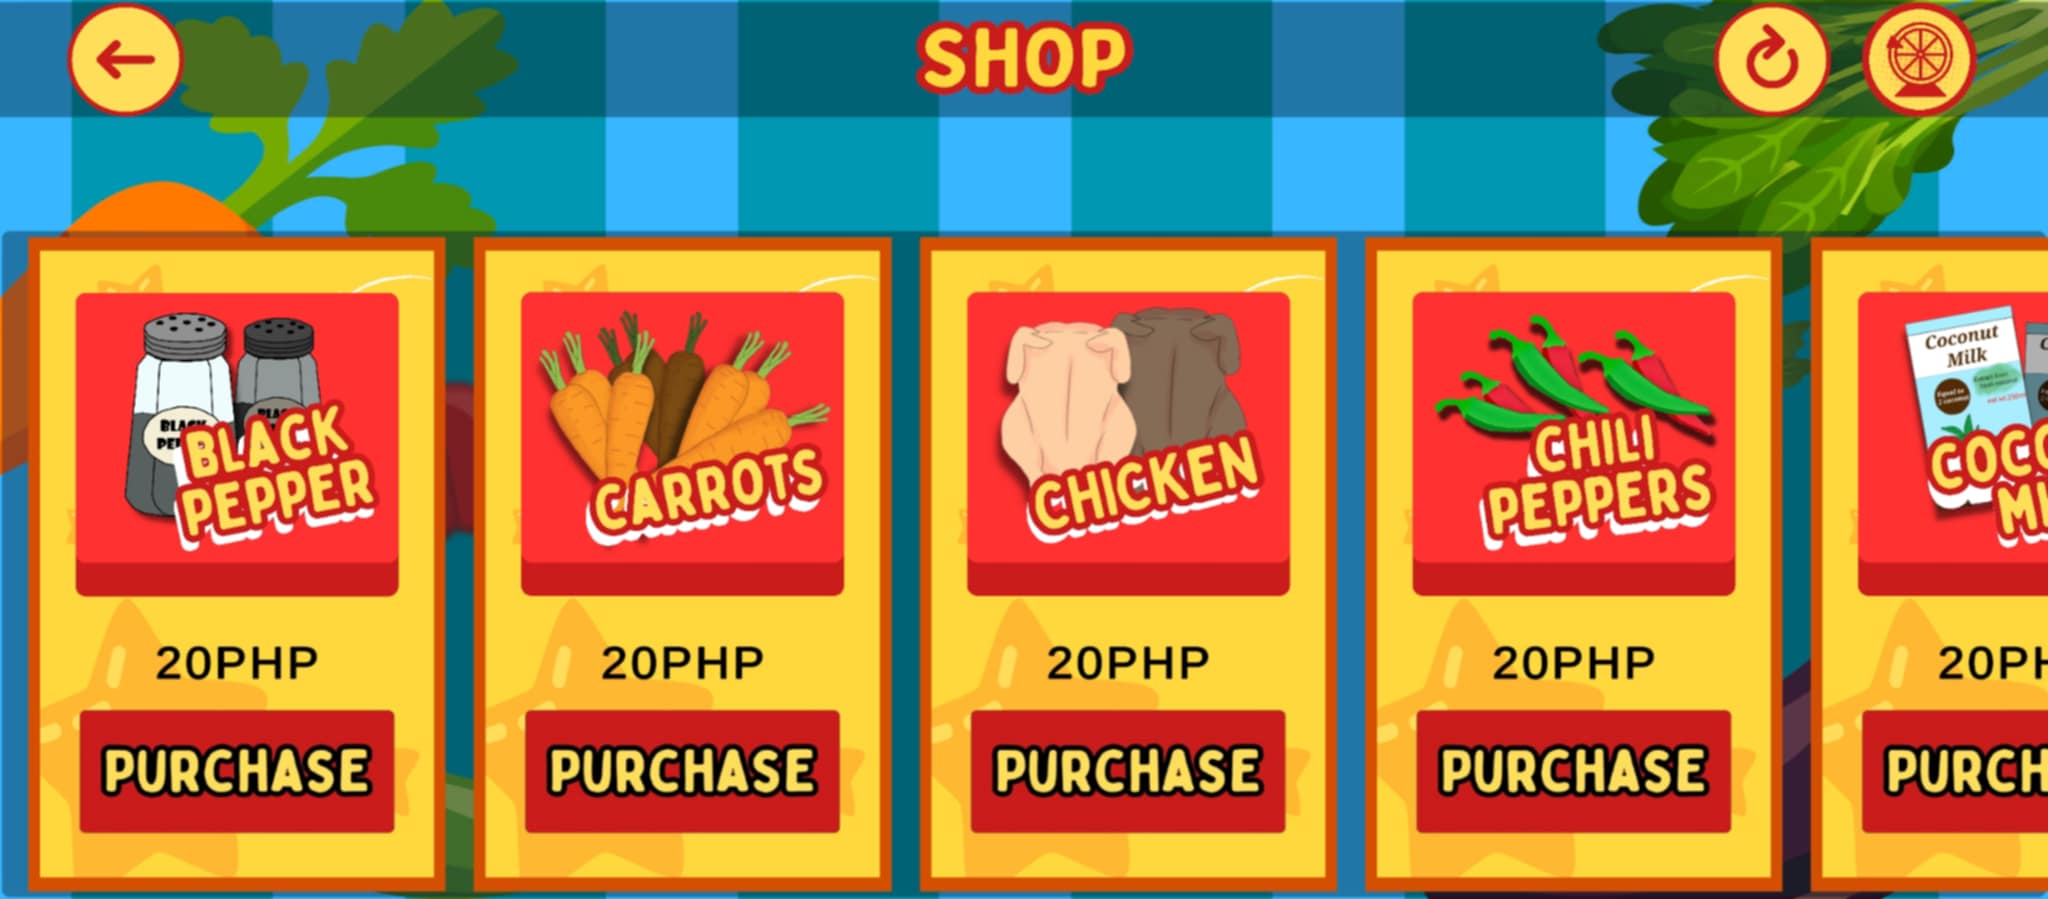 SHOP
BLACK
PEPPER
20PHP
PURCHASE
CARROTS
20PHP
PURCHASE
CHICKEN
20PHP
PURCHASE
CHILI
PEPPERS
20PHP
PURCHASE
Coconut
Milk